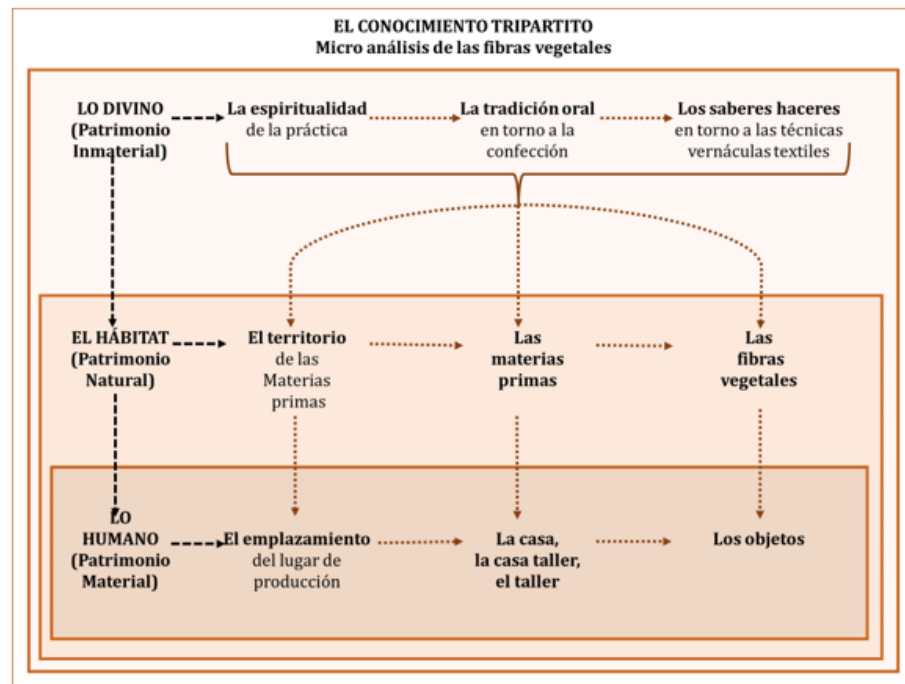 EL CONOCIMIENTO TRIPARTITO
Micro análisis de las fibras vegetales
LO DIVINO
(Patrimonio
Inmaterial)
La espiritualidad
de la práctica
La tradición oral
en torno a la
confección
Los saberes haceres
en torno a las técnicas
vernáculas textiles
EL HÁBITAT
(Patrimonio
Natural)
El territorio
de las
Materias
primas
Las
materias
primas
Las
fibras
vegetales
LO
HUMANO
(Patrimonio
Material)
El emplazamiento
del lugar de
producción
La casa,
la casa taller,
el taller
Los objetos